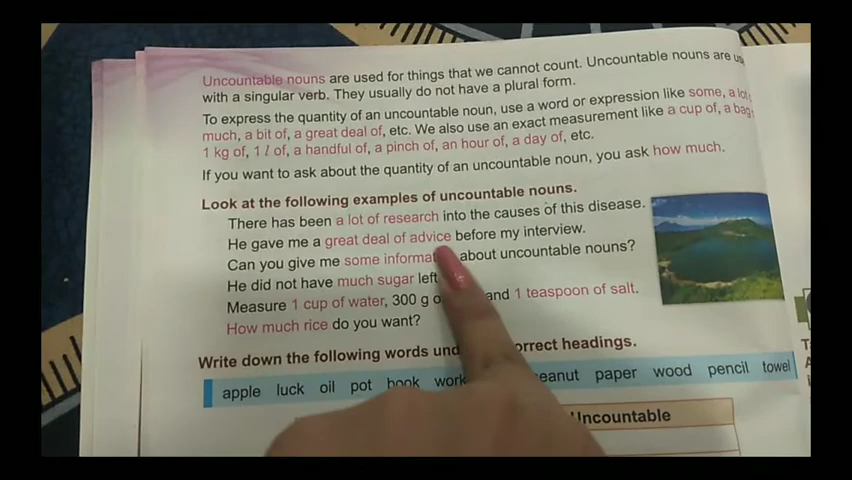 Uncountable nouns are used for things that we cannot count. Uncountable nouns are
with a singular verb. They usually do not have a plural form.
To express the quantity of an uncountable noun, use a word or expression like some, a lot
much, a bit of, a great deal of, etc. We also use an exact measurement like a cup of, a bag
1 kg of, 1 l of, a handful of, a pinch of, an hour of, a day of, etc.
If you want to ask about the quantity of an uncountable noun, you ask how much.
Look at the following examples of uncountable nouns.
There has been a lot of research into the causes of this disease.
He gave me a great deal of advice before my interview.
Can you give me some about uncountable nouns?
He did not have much sugar left
Measure 1 cup of water, 300 g and 1 teaspoon of salt.
How much rice do you want?
Write down the following words headings.
apple luck oil pot book work paper wood pencil towel
Uncountable